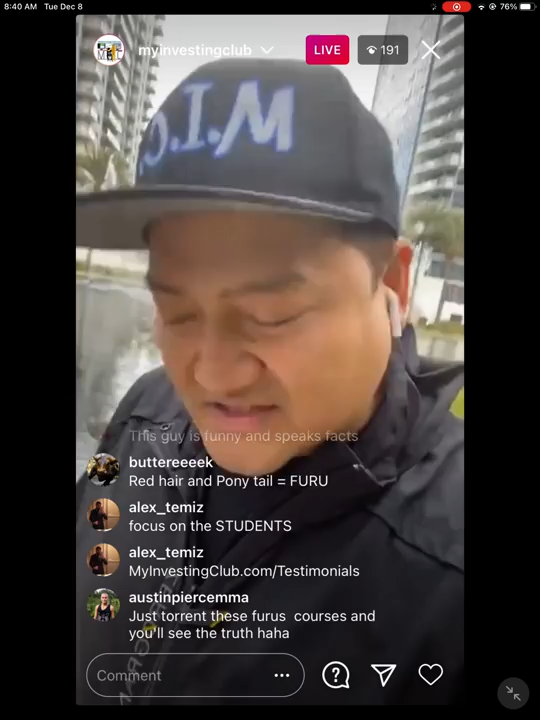 8:40 AM Tue Dec 8
76%
myinvestingclub
LIVE
191
M.I.C.
This guy is funny and speaks facts
buttereeeek
Red hair and Pony tail = FURU
alex_temiz
focus on the STUDENTS
alex_temiz
MyInvestingClub.com/Testimonials
austinpiercemma
Just torrent these furus courses and
you'll see the truth haha
Comment